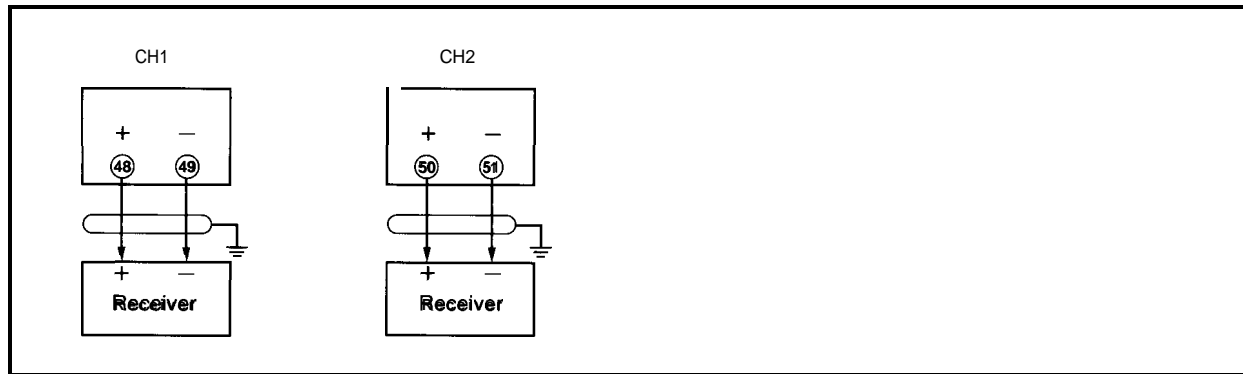 CH1 CH2
+ − + −
48 49 50 51
+ − + −
Receiver Receiver